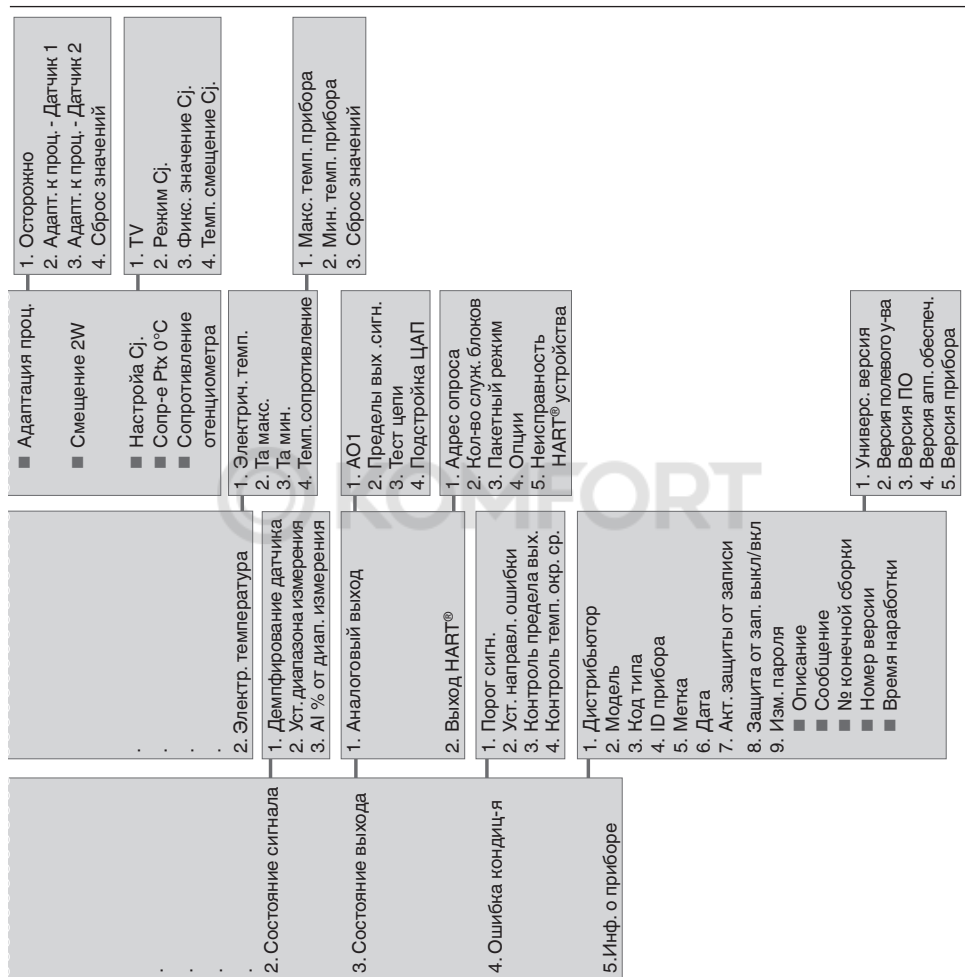 2. Состояние сигнала
3. Состояние выхода
4. Ошибка кондиц-я
5.Инф. о приборе
2. Электр. температура
1. Демпфирование датчика
2. Уст. диапазона измерения
3. AI % от диап. измерения
1. Аналоговый выход
2. Выход HART®
1. Порог сигн.
2. Уст. направл. ошибки
3. Контроль предела вых.
4. Контроль темп. окр. ср.
1. Дистрибьютор
2. Модель
3. Код типа
4. ID прибора
5. Метка
6. Дата
7. Акт. защиты от записи
8. Защита от зап. выкл/вкл
9. Изм. пароля
■ Описание
■ Сообщение
■ № конечной сборки
■ Номер версии
■ Время наработки
■ Адаптация проц.
■ Смещение 2W
■ Настройа Cj.
■ Сопр-е Ptx 0°C
■ Сопротивление
отенциометра
1. Электрич. темп.
2. Ta макс.
3. Ta мин.
4. Темп. сопротивление
1. AO1
2. Пределы вых .сигн.
3. Тест цепи
4. Подстройка ЦАП
1. Адрес опроса
2. Кол-во служ. блоков
3. Пакетный режим
4. Опции
5. Неисправность
HART® устройства
1. Осторожно
2. Адапт. к проц. - Датчик 1
3. Адапт. к проц. - Датчик 2
4. Сброс значений
1. TV
2. Режим Cj.
3. Фикс. значение Cj.
4. Темп. смещение Cj.
1. Макс. темп. прибора
2. Мин. темп. прибора
3. Сброс значений
1. Универс. версия
2. Версия полевого у-ва
3. Версия ПО
4. Версия апп. обеспеч.
5. Версия прибора
KOMFORT